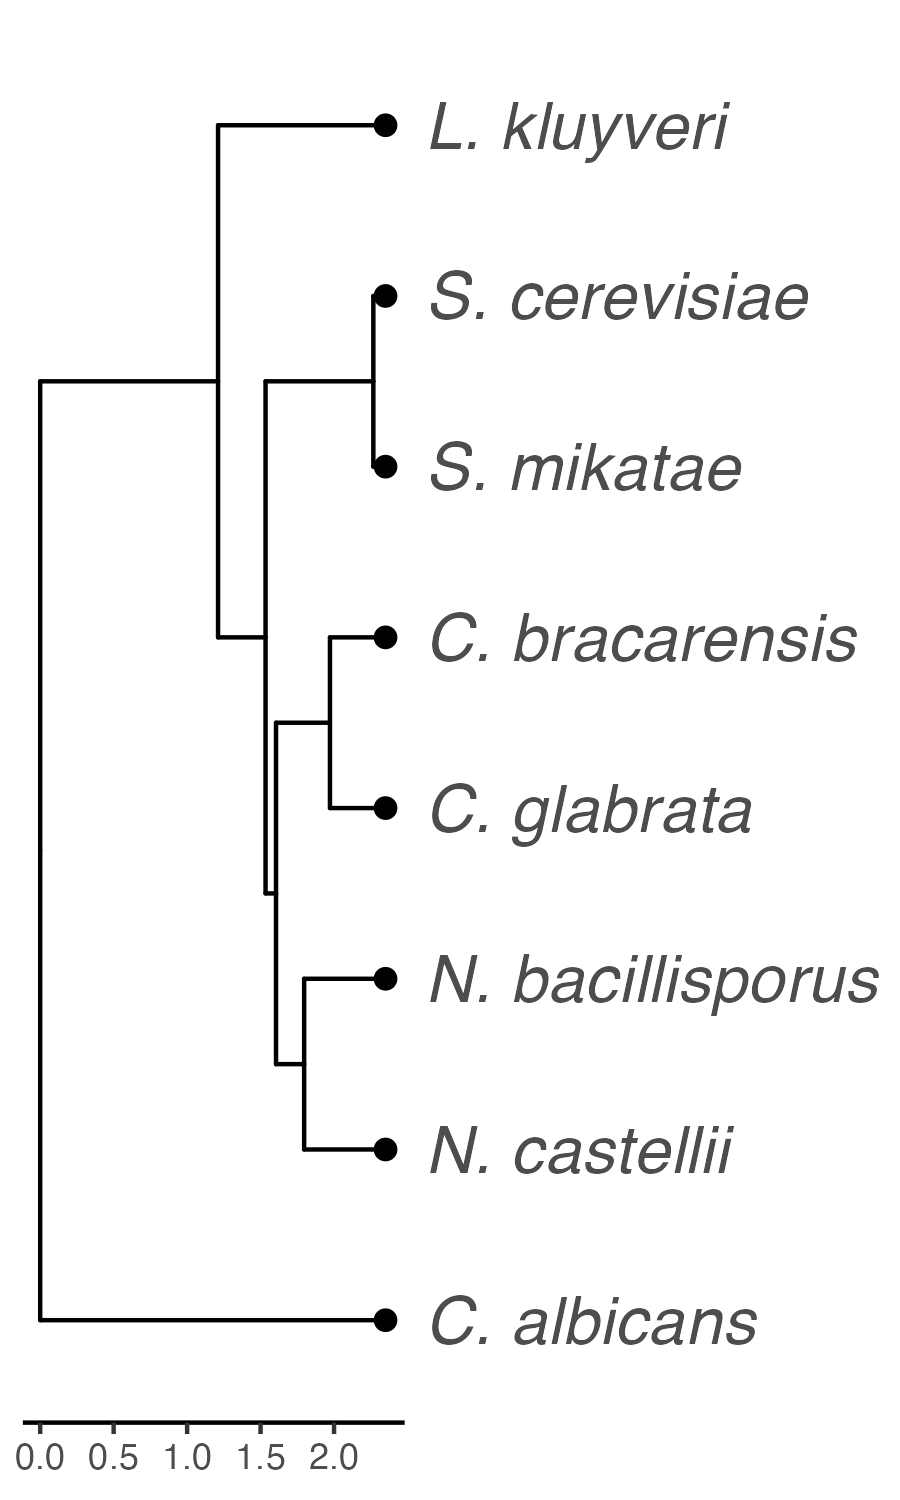 L. kluyveri
S. cerevisiae
S. mikatae
C. bracarensis
C. glabrata
N. bacillisporus
N. castellii
C. albicans
0.0 0.5 1.0 1.5 2.0